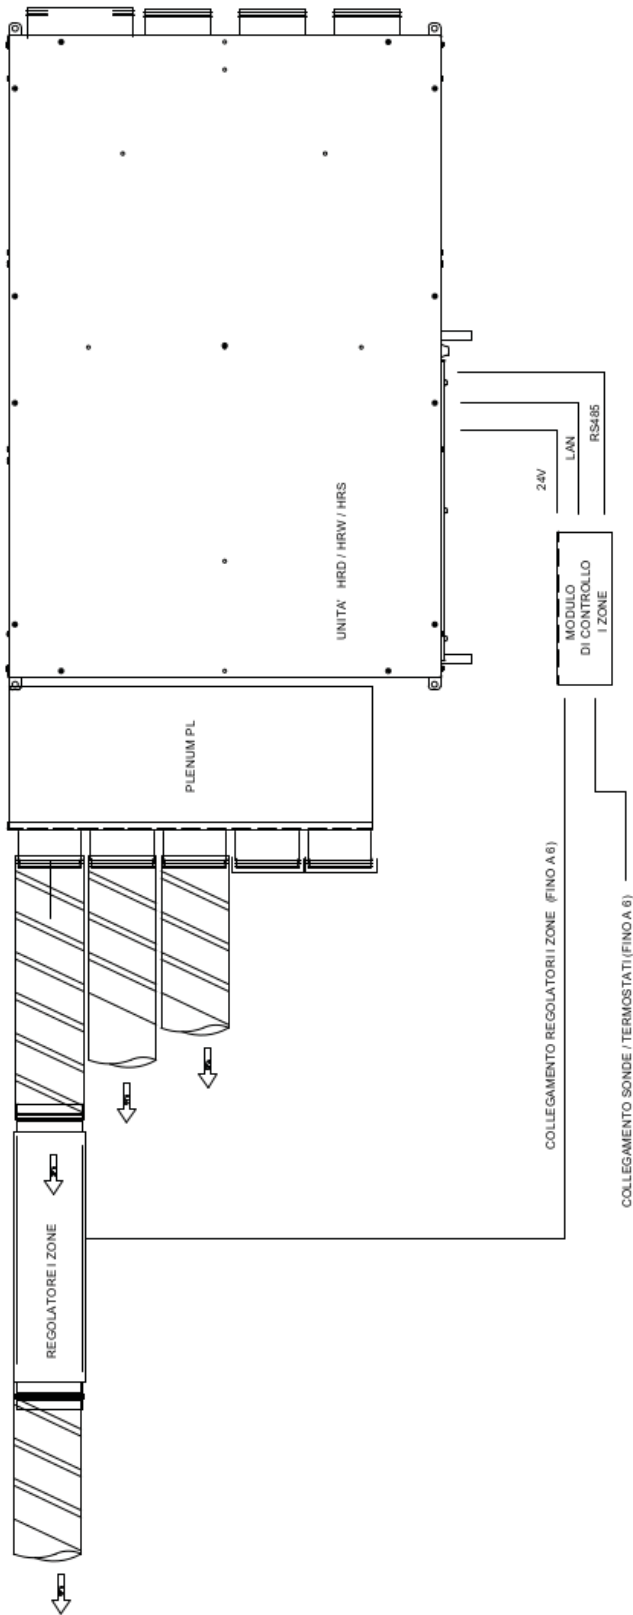 UNITA' HRD / HRW / HRS
24V
LAN
RS485
MODULO
DI CONTROLLO
I ZONE
PLENUM PL
COLLEGAMENTO REGOLATORI I ZONE (FINO A 6)
COLLEGAMENTO SONDE / TERMOSTATI (FINO A 6)
REGOLATORE I ZONE